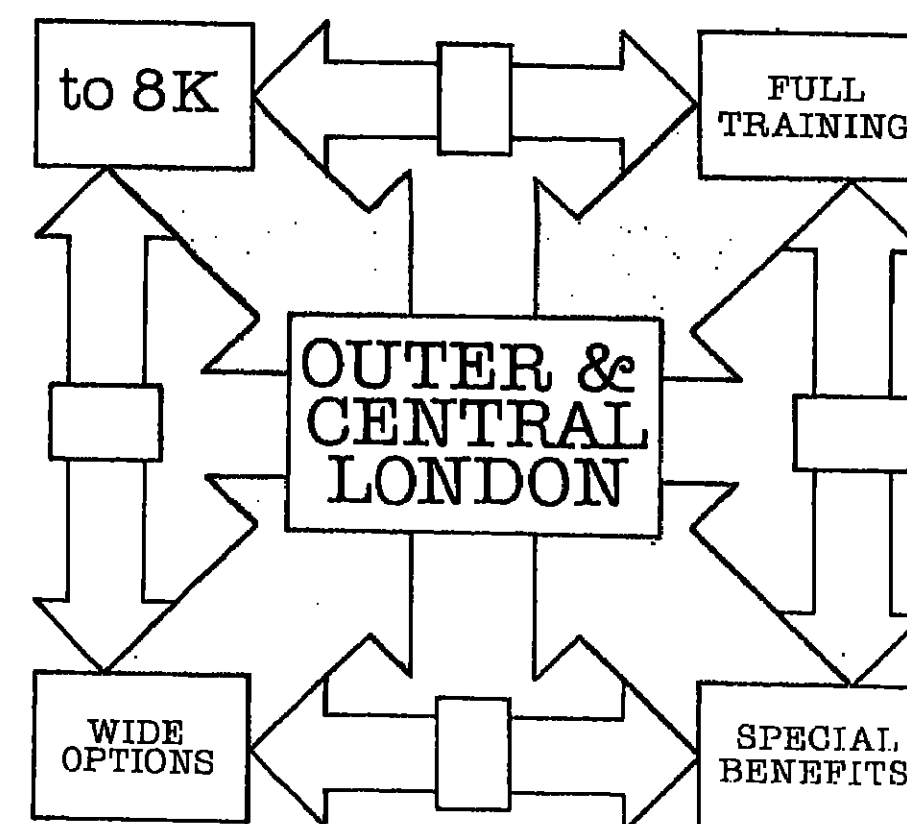 to 8K
FULL
TRAINING
OUTER &
CENTRAL
LONDON
WIDE
OPTIONS
SPECIAL
BENEFITS